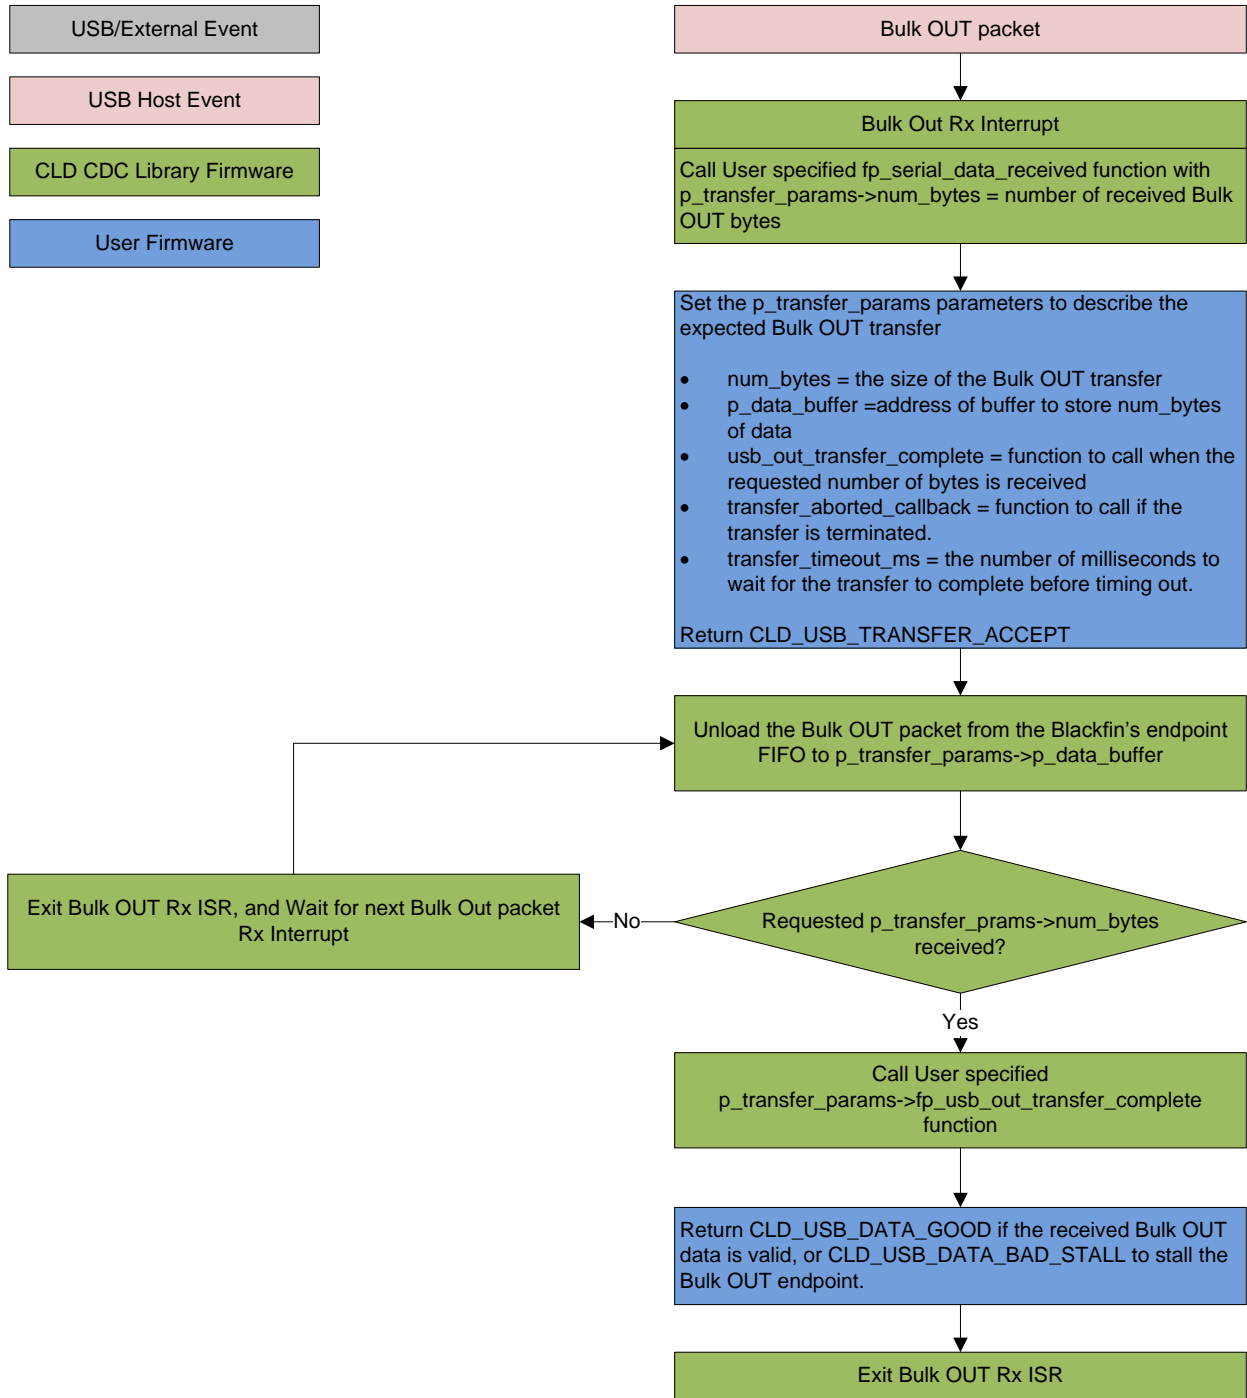 USB/External Event
USB Host Event
CLD CDC Library Firmware
User Firmware
Bulk OUT packet
Bulk Out Rx Interrupt
Call User specified fp_serial_data_received function with
p_transfer_params->num_bytes = number of received Bulk
OUT bytes
Set the p_transfer_params parameters to describe the
expected Bulk OUT transfer
• num_bytes = the size of the Bulk OUT transfer
• p_data_buffer =address of buffer to store num_bytes
of data
• usb_out_transfer_complete = function to call when the
requested number of bytes is received
• transfer_aborted_callback = function to call if the
transfer is terminated.
• transfer_timeout_ms = the number of milliseconds to
wait for the transfer to complete before timing out.
Return CLD_USB_TRANSFER_ACCEPT
Unload the Bulk OUT packet from the Blackfin's endpoint
FIFO to p_transfer_params->p_data_buffer
Requested p_transfer_prams->num_bytes
received?
No
Exit Bulk OUT Rx ISR, and Wait for next Bulk Out packet
Rx Interrupt
Yes
Call User specified
p_transfer_params->fp_usb_out_transfer_complete
function
Return CLD_USB_DATA_GOOD if the received Bulk OUT
data is valid, or CLD_USB_DATA_BAD_STALL to stall the
Bulk OUT endpoint.
Exit Bulk OUT Rx ISR